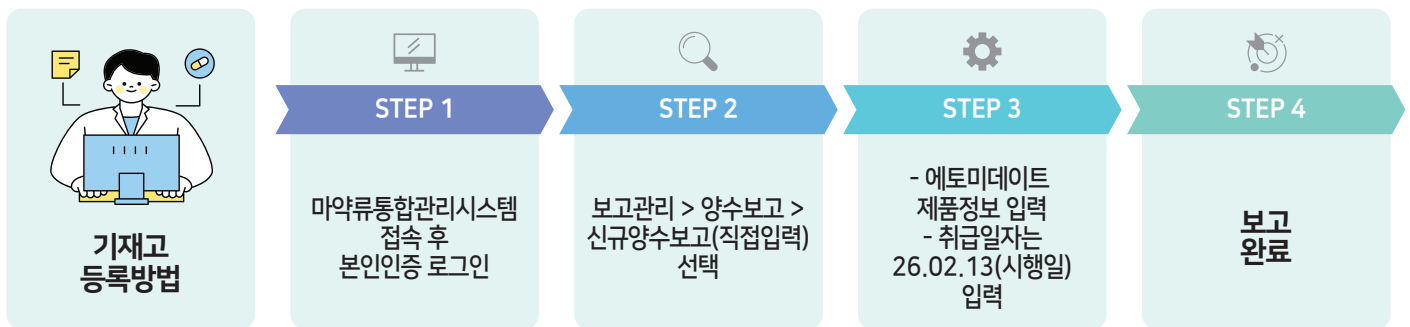 기재고
등록방법
STEP 1
마약류통합관리시스템
접속 후
본인인증 로그인
STEP 2
보고관리 > 양수보고 >
신규양수보고(직접입력)
선택
STEP 3
- 에토미데이트
제품정보 입력
- 취급일자는
26.02.13(시행일)
입력
STEP 4
보고
완료